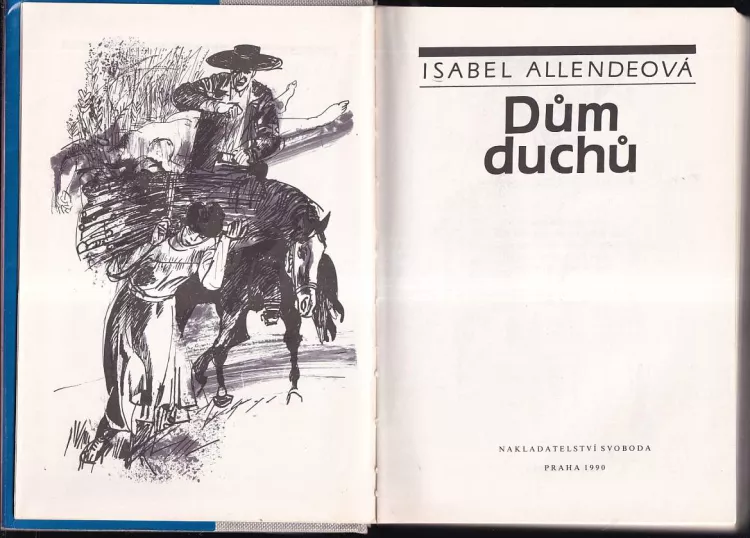 ISABEL ALLENDEOVÁ
Dům
duchů
NAKLADATELSTVÍ SVOBODA
PRAHA 1990